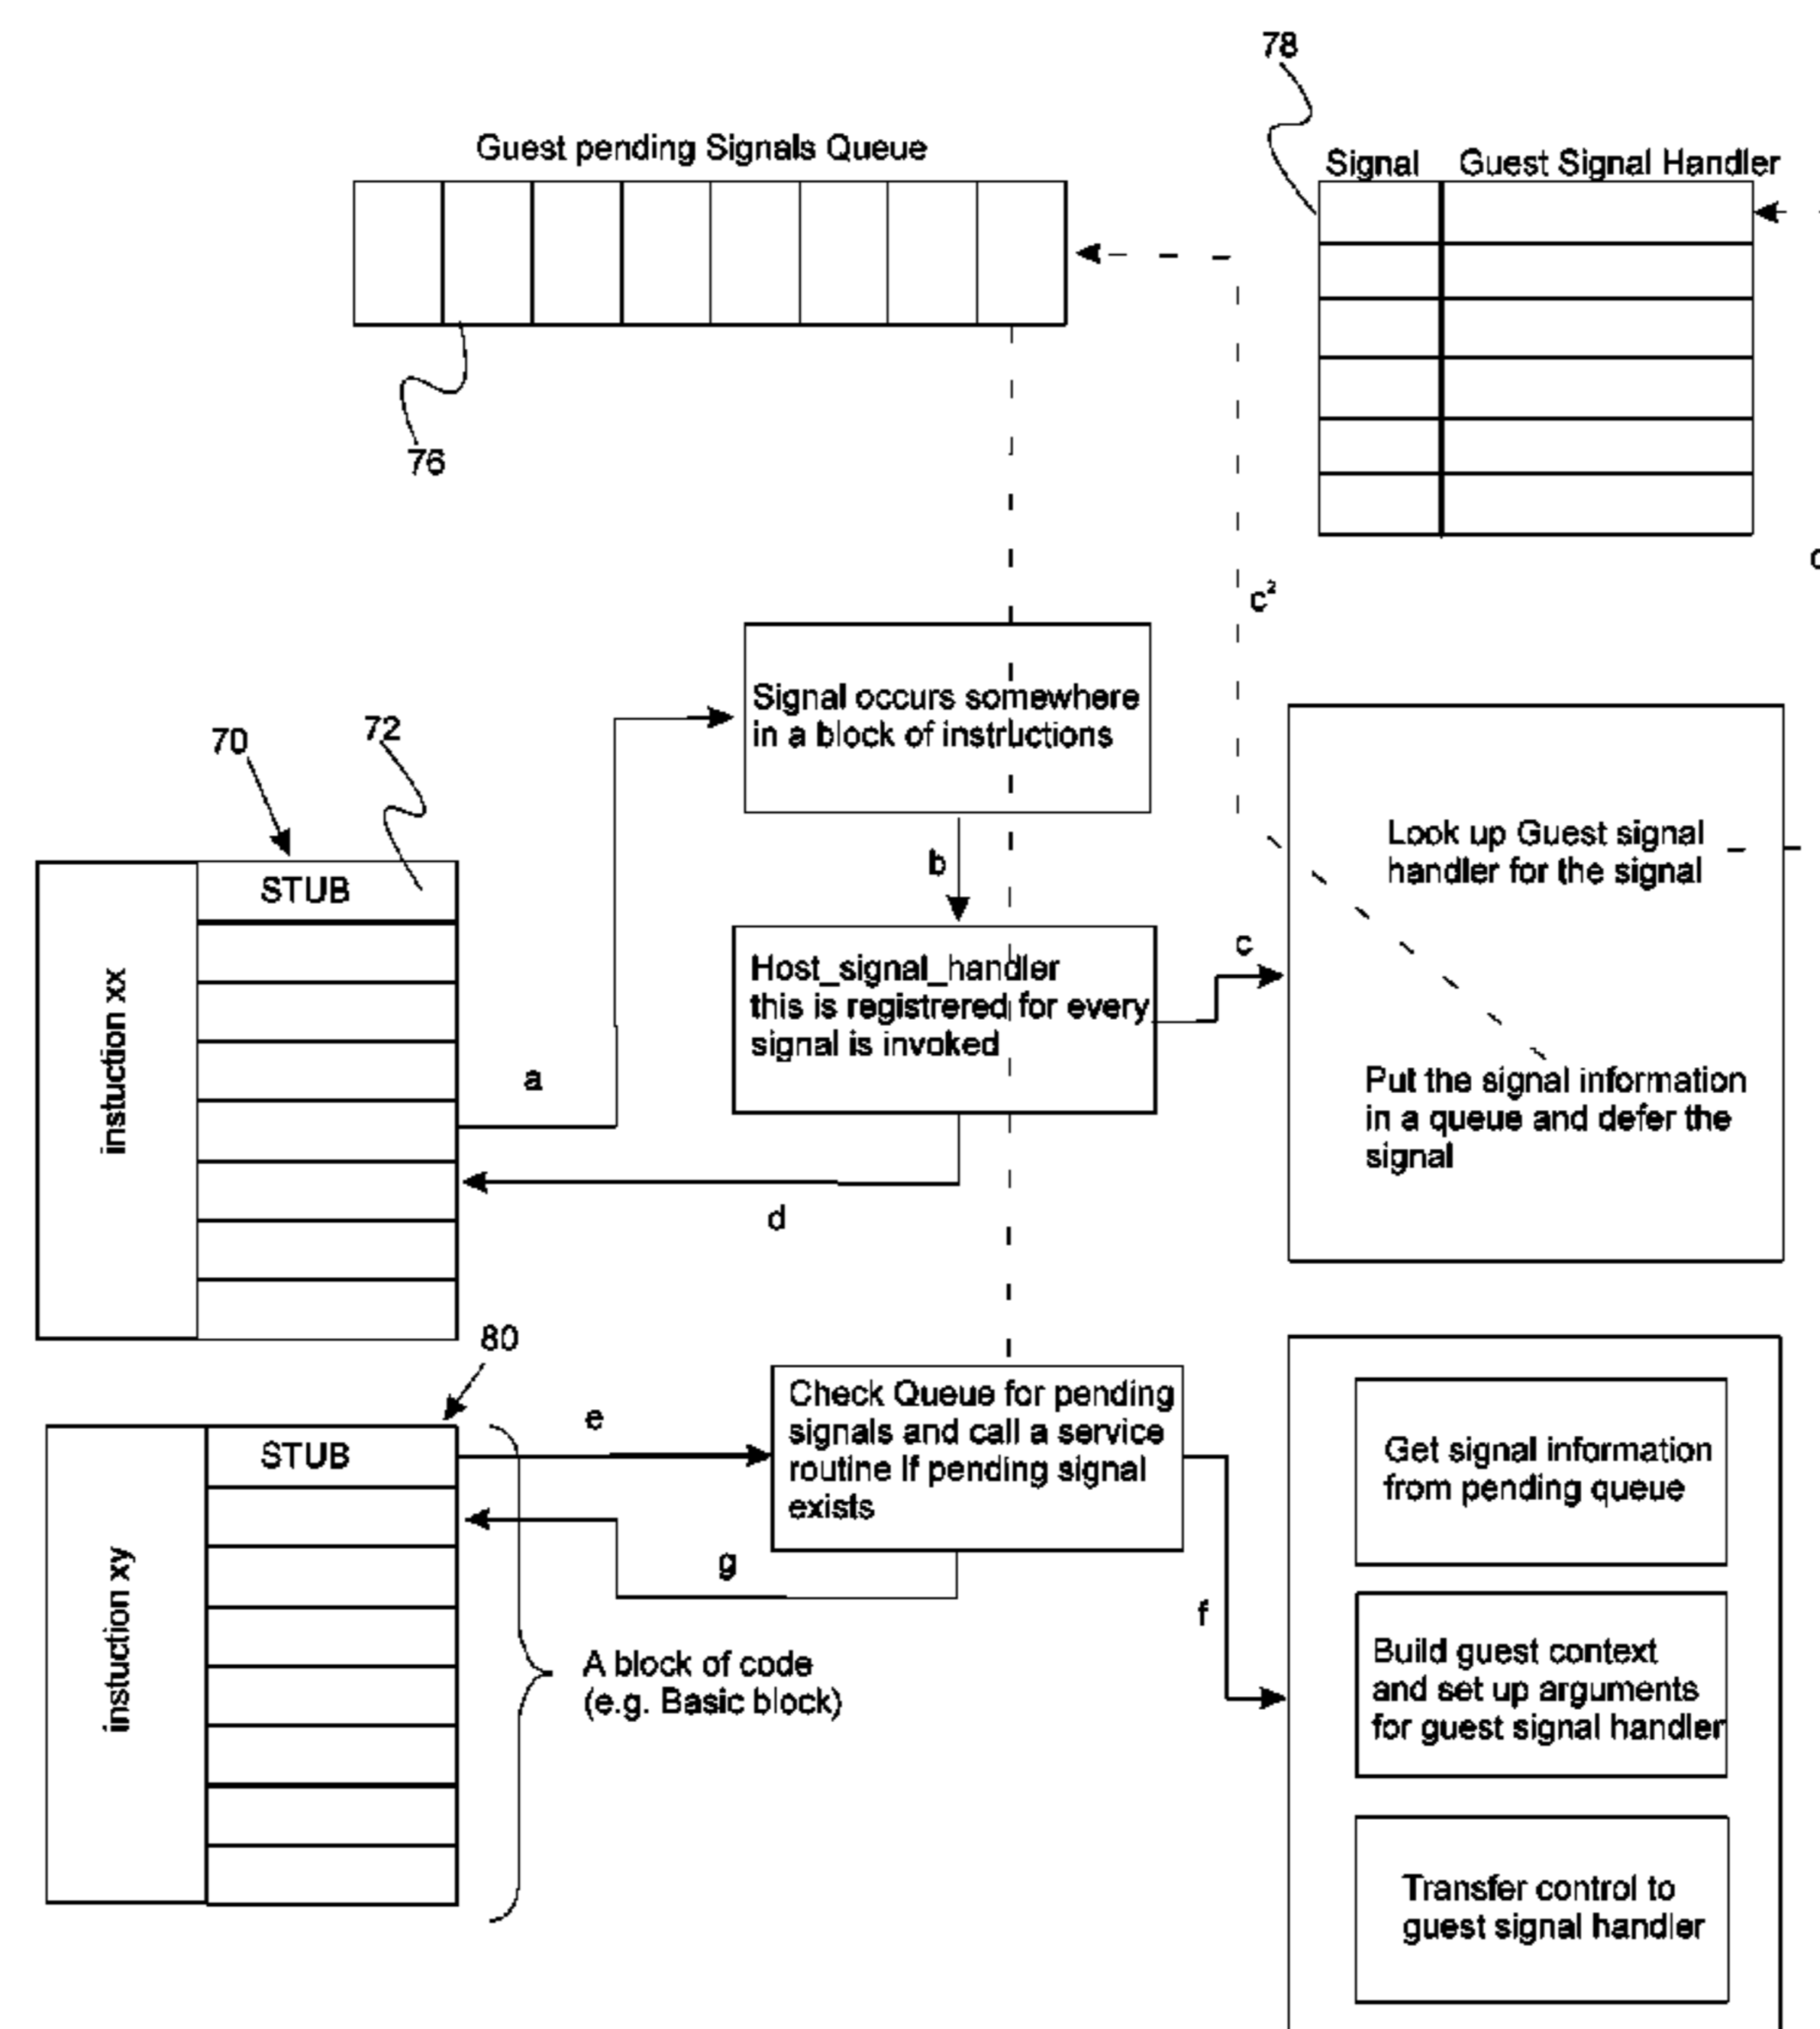 78
Guest pending Signals Queue
Signal Guest Signal Handler
76
c²
Signal occurs somewhere
in a block of instructions
70
72
STUB
instuction xx
b
Look up Guest signal
handler for the signal
Host_signal_handler
this is registrered for every
signal is invoked
c
a
Put the signal information
in a queue and defer the
signal
d
80
STUB
instuction xy
e
Check Queue for pending
signals and call a service
routine if pending signal
exists
g
f
Get signal information
from pending queue
A block of code
(e.g. Basic block)
Build guest context
and set up arguments
for guest signal handler
Transfer control to
guest signal handler